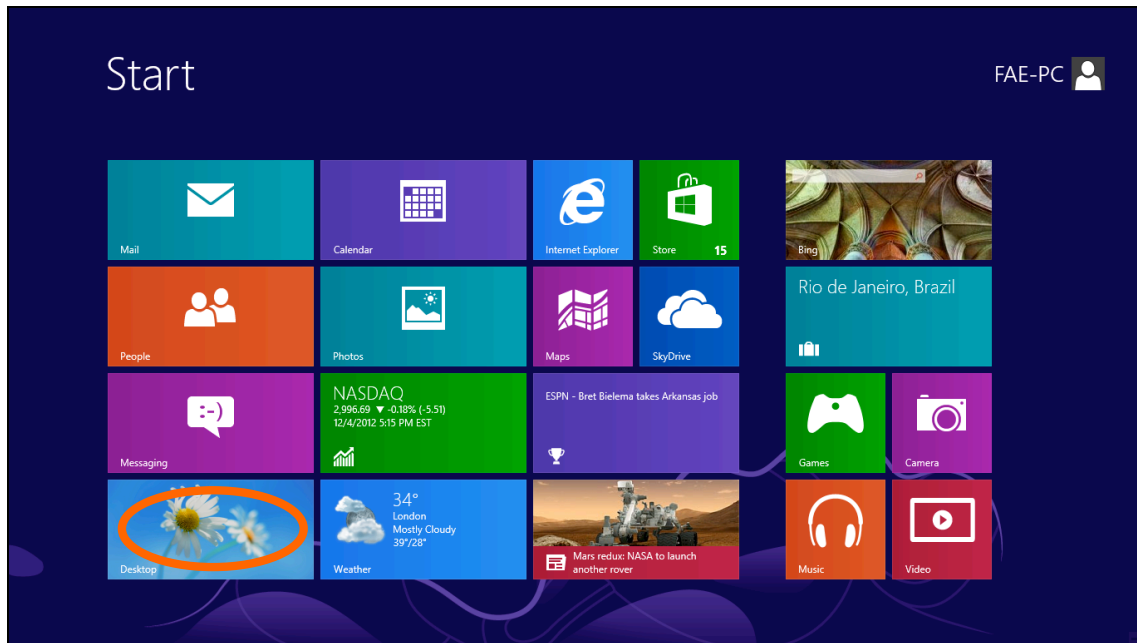 Start
FAE-PC
Mail
Calendar
Internet Explorer
Store
15
Bing
People
Photos
Maps
SkyDrive
Rio de Janeiro, Brazil
Messaging
NASDAQ
2,996.69 ▼ -0.18% (-5.51)
12/4/2012 5:15 PM EST
ESPN - Bret Bielema takes Arkansas job
Games
Camera
Desktop
34°
London
Mostly Cloudy
39°/28°
Weather
Mars redux: NASA to launch
another rover
Music
Video